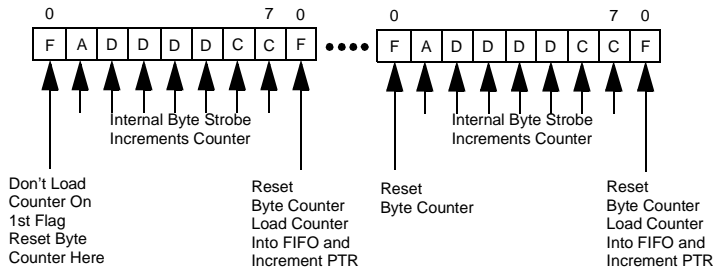 0 7 0 0 7 0
F A D D D D C C F •••• F A D D D D C C F
Internal Byte Strobe
Increments Counter
Internal Byte Strobe
Increments Counter
Don't Load
Counter On
1st Flag
Reset Byte
Counter Here
Reset
Byte Counter
Load Counter
Into FIFO and
Increment PTR
Reset
Byte Counter
Reset
Byte Counter
Load Counter
Into FIFO and
Increment PTR